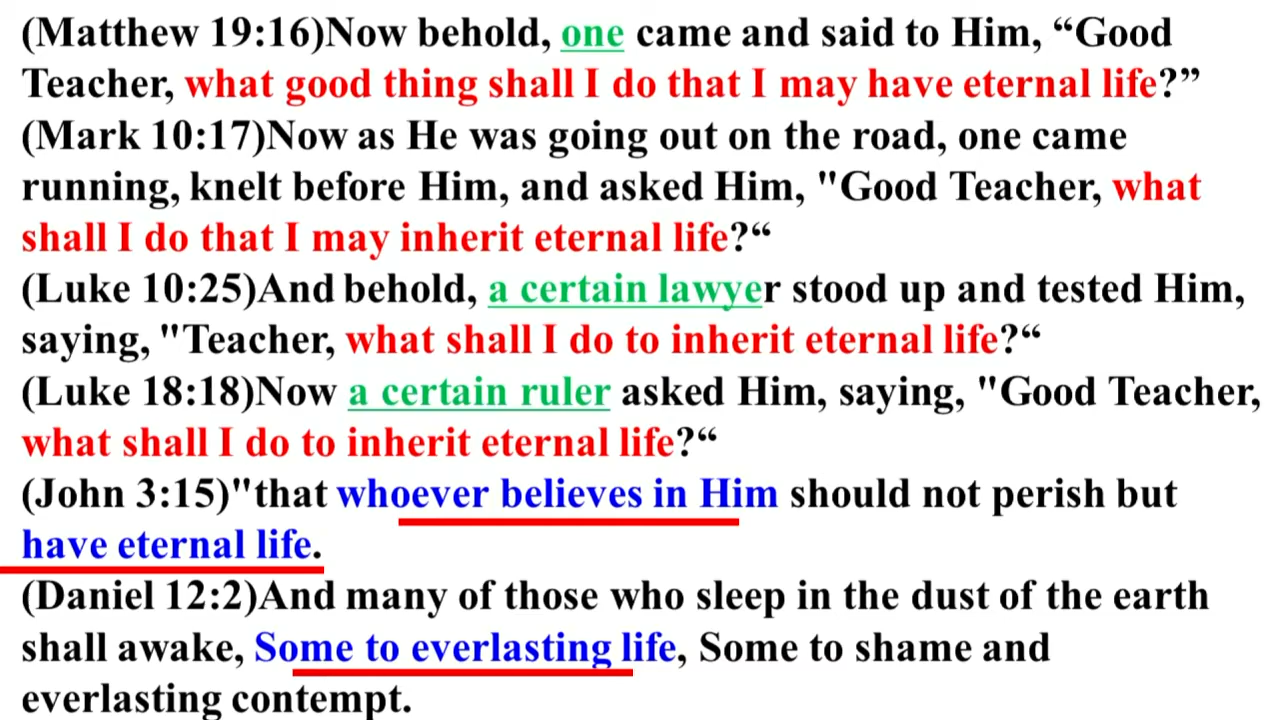 (Matthew 19:16)Now behold, one came and said to Him, “Good
Teacher, what good thing shall I do that I may have eternal life?”
(Mark 10:17)Now as He was going out on the road, one came
running, knelt before Him, and asked Him, "Good Teacher, what
shall I do that I may inherit eternal life?“
(Luke 10:25)And behold, a certain lawyer stood up and tested Him,
saying, "Teacher, what shall I do to inherit eternal life?“
(Luke 18:18)Now a certain ruler asked Him, saying, "Good Teacher,
what shall I do to inherit eternal life?“
(John 3:15)"that whoever believes in Him should not perish but
have eternal life.
(Daniel 12:2)And many of those who sleep in the dust of the earth
shall awake, Some to everlasting life, Some to shame and
everlasting contempt.